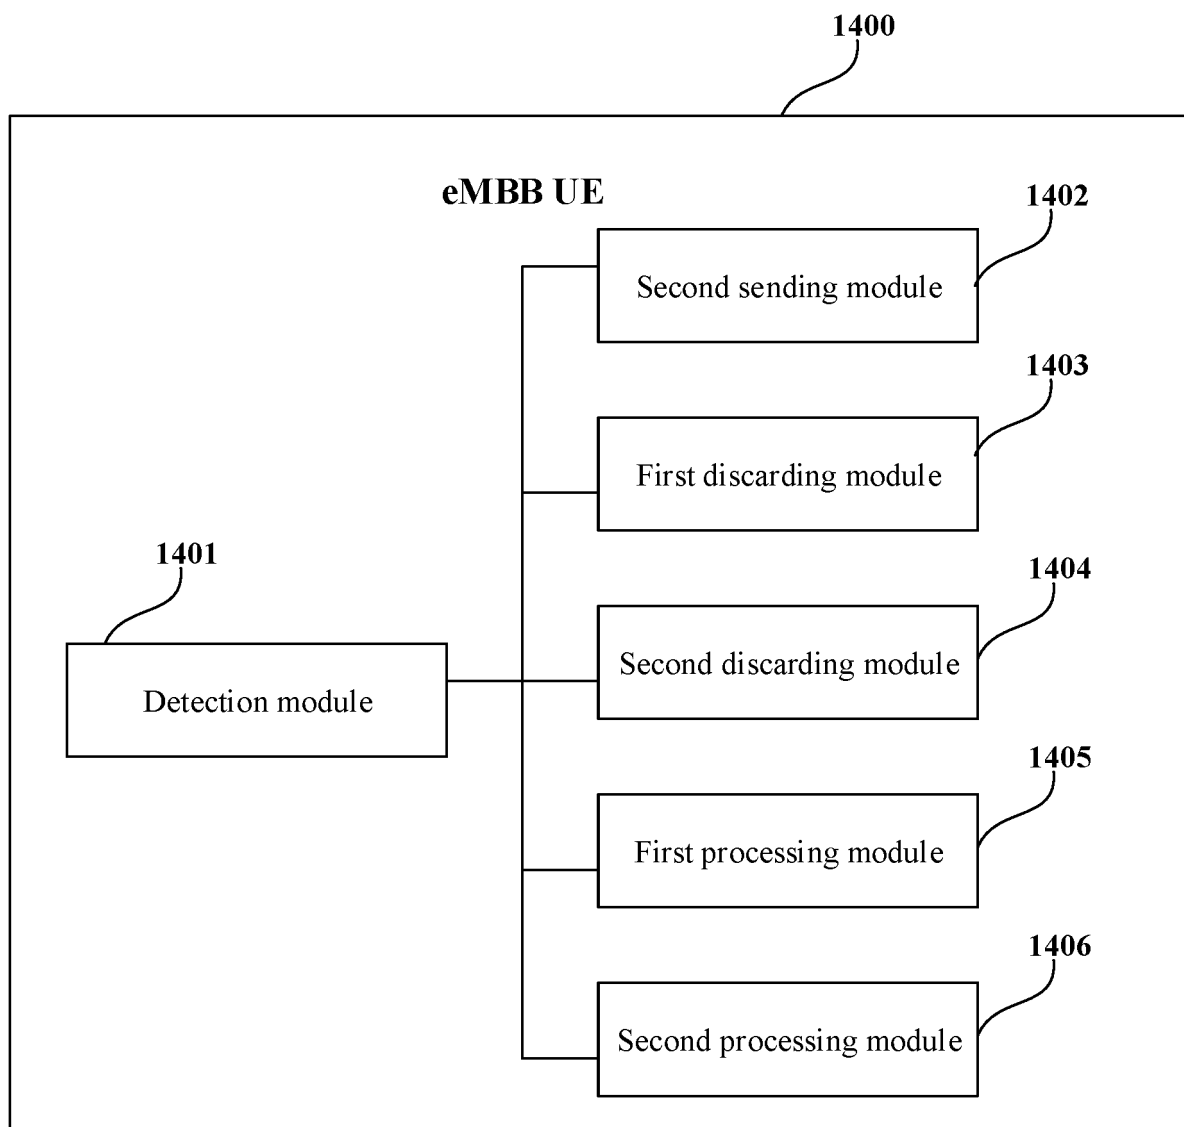 1400
eMBB UE
1402
Second sending module
1403
First discarding module
1401
1404
Second discarding module
Detection module
1405
First processing module
1406
Second processing module